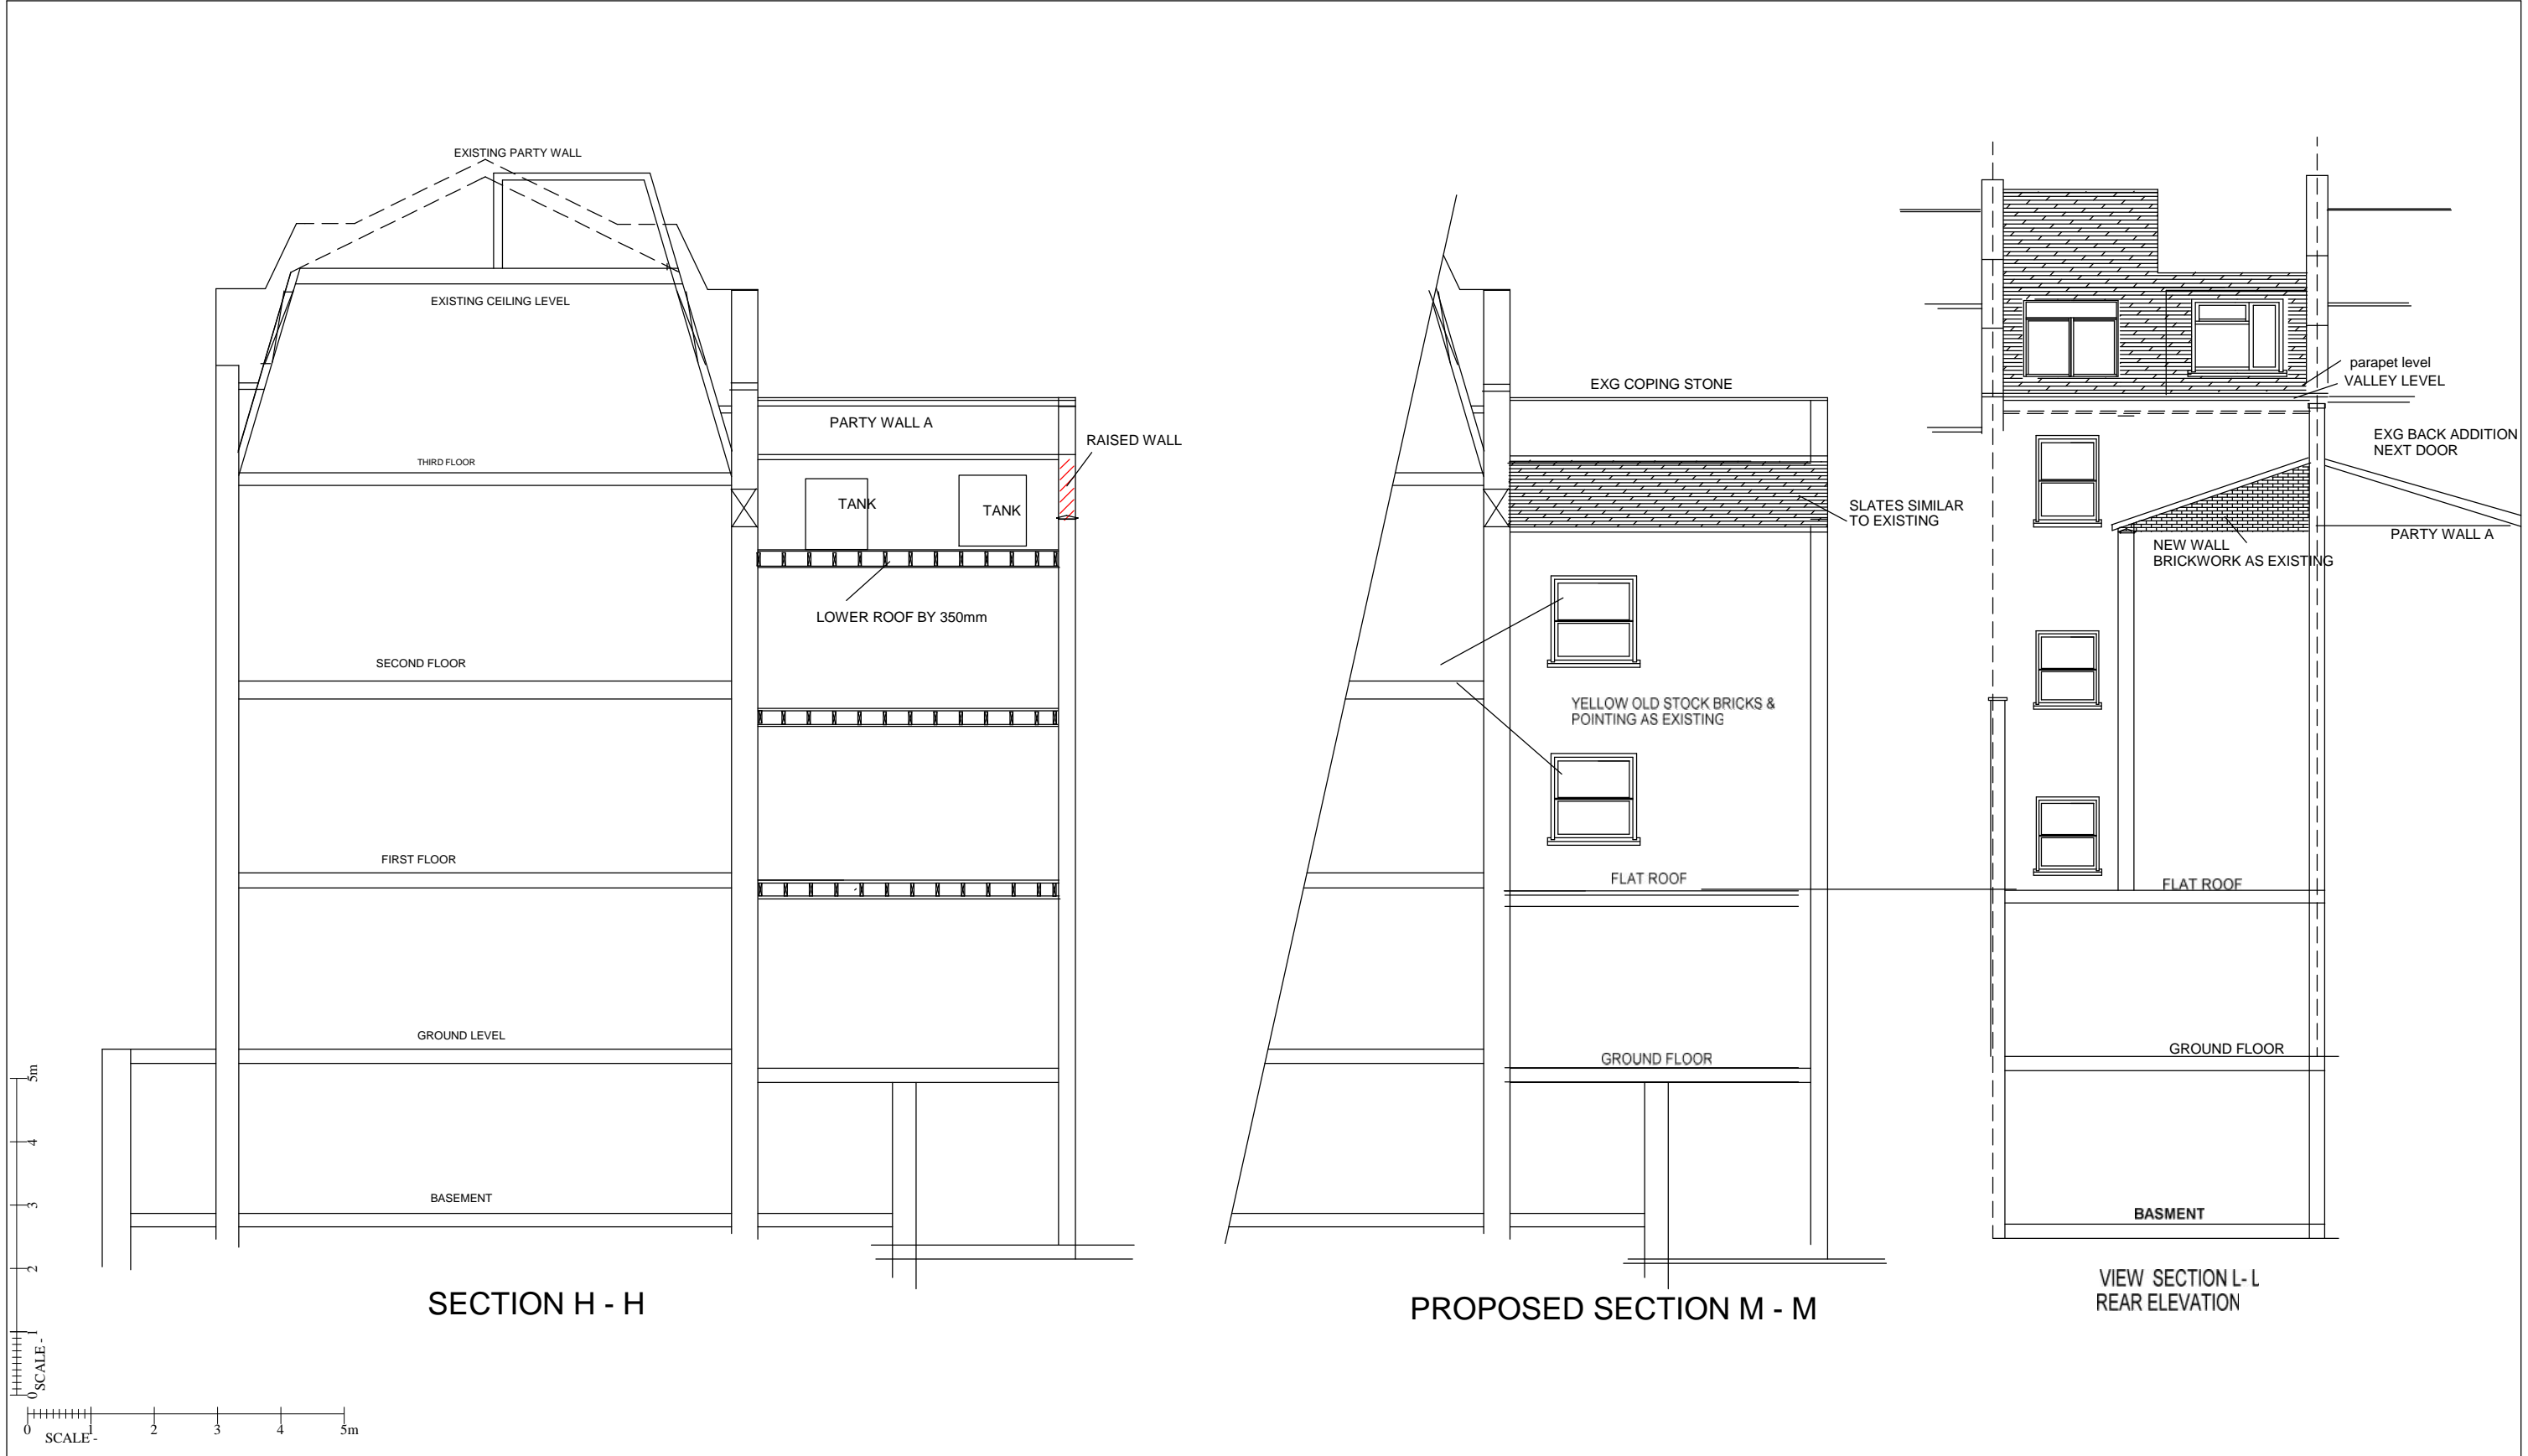 EXISTING PARTY WALL
EXISTING CEILING LEVEL
THIRD FLOOR
SECOND FLOOR
FIRST FLOOR
GROUND LEVEL
BASEMENT
PARTY WALL A
RAISED WALL
TANK
TANK
LOWER ROOF BY 350mm
SECTION H - H
EXG COPING STONE
SLATES SIMILAR
TO EXISTING
YELLOW OLD STOCK BRICKS &
POINTING AS EXISTING
FLAT ROOF
GROUND FLOOR
PROPOSED SECTION M - M
parapet level
VALLEY LEVEL
EXG BACK ADDITION
NEXT DOOR
PARTY WALL A
NEW WALL
BRICKWORK AS EXISTING
FLAT ROOF
GROUND FLOOR
BASMENT
VIEW SECTION L- L
REAR ELEVATION
5m
4
3
2
1
0
SCALE -
0 1 2 3 4 5m
SCALE -